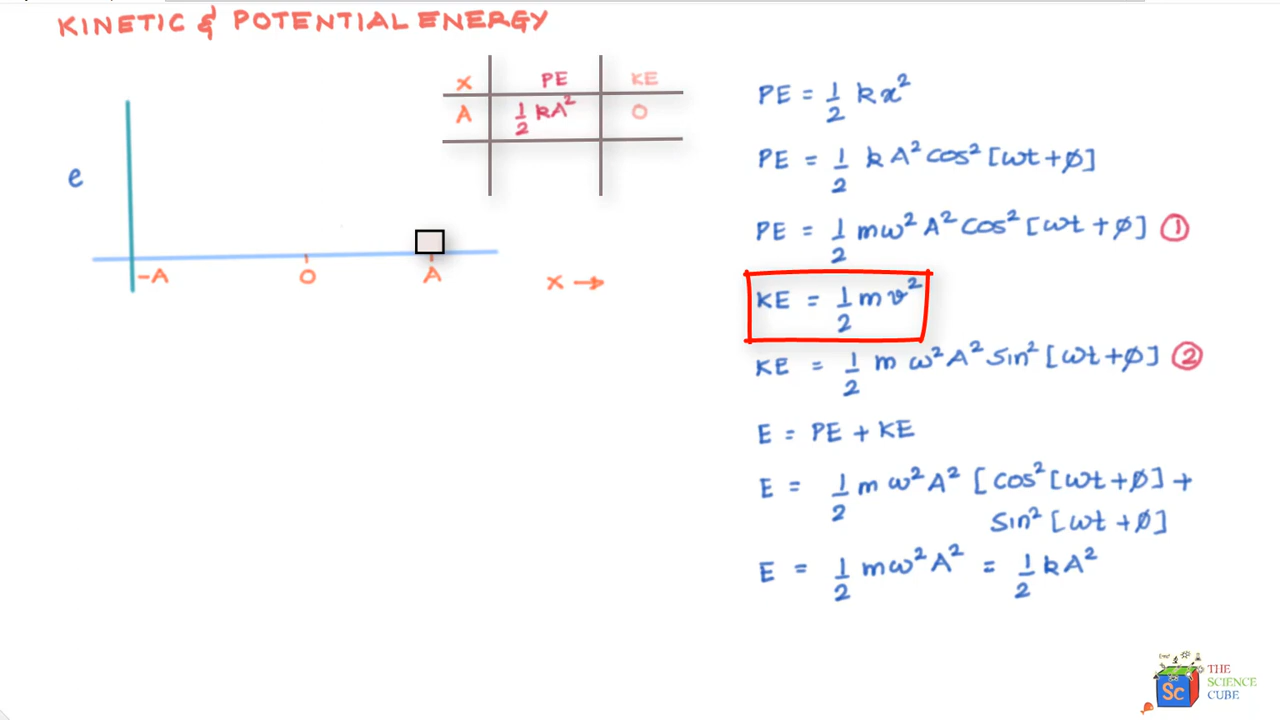 KINETIC & POTENTIAL ENERGY
x PE KE
A 1/2 kA² 0
e
-A 0 A x →
PE = 1/2 kx²
PE = 1/2 kA² cos² [ωt+ø]
PE = 1/2 mω² A² Cos² [ωt + ø] ①
KE = 1/2 mv²
KE = 1/2 m ω² A² Sin² [ωt+ø] ②
E = PE + KE
E = 1/2 m ω² A² [cos² [ωt+ø] +
Sin² [ωt +ø]
E = 1/2 mω² A² = 1/2 kA²
Sc
THE
SCIENCE
CUBE